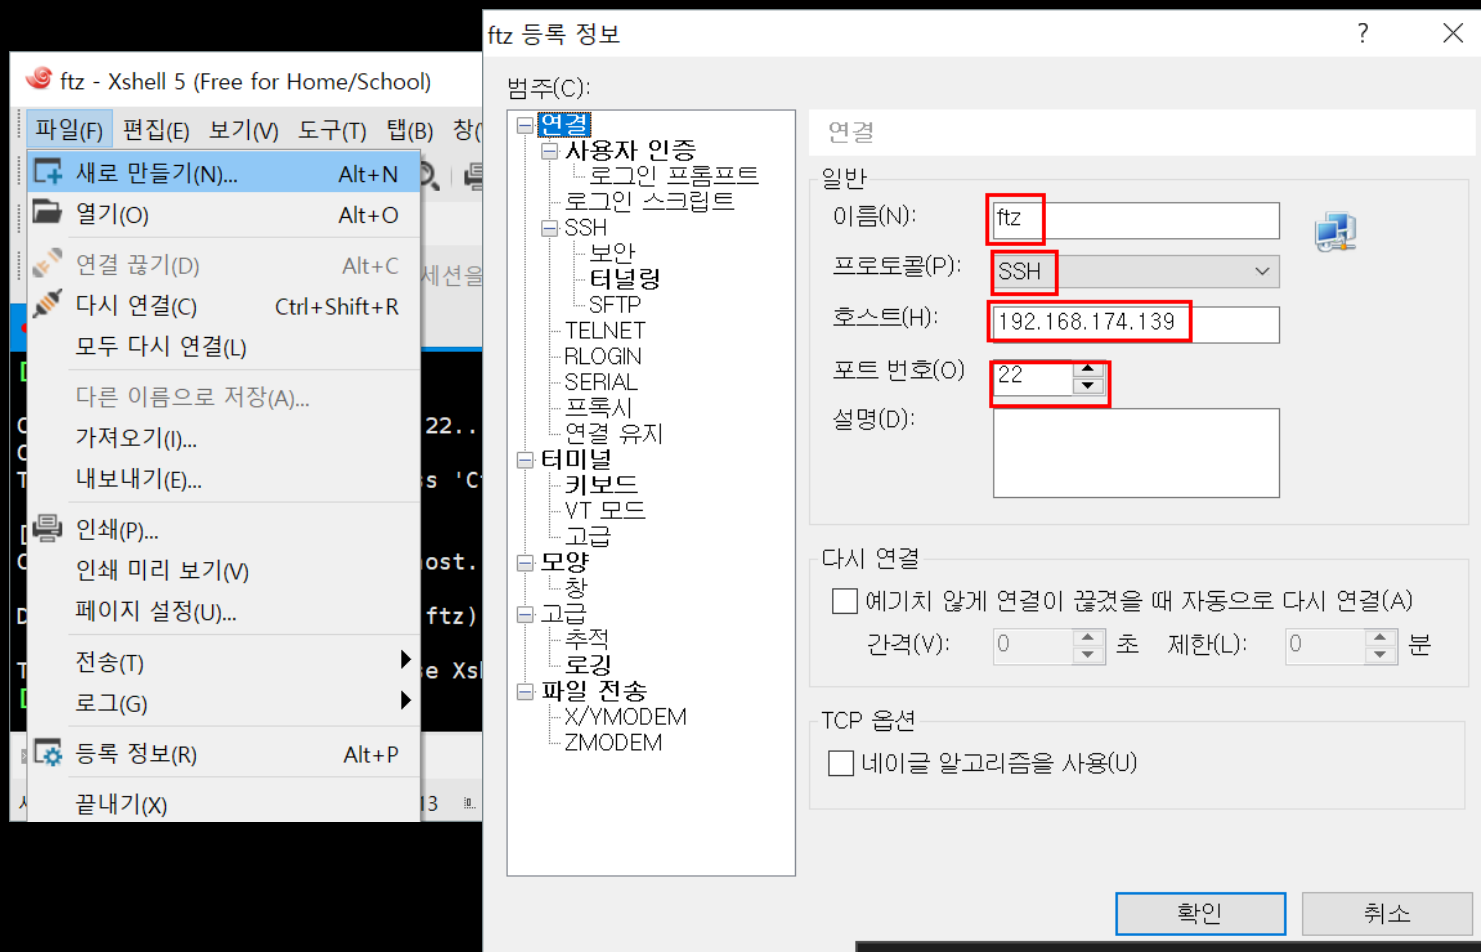 ftz - Xshell 5 (Free for Home/School)
파일(F) 편집(E) 보기(V) 도구(T) 탭(B) 창(
새로 만들기(N)... Alt+N
열기(O) Alt+O
연결 끊기(D) Alt+C
다시 연결(C) Ctrl+Shift+R
모두 다시 연결(L)
다른 이름으로 저장(A)...
가져오기(I)...
내보내기(E)...
인쇄(P)...
인쇄 미리 보기(V)
페이지 설정(U)...
전송(T)
로그(G)
등록 정보(R) Alt+P
끝내기(X)
세션을
22..
s 'C
ost.
ftz)
e Xs
13
ftz 등록 정보
범주(C):
연결
사용자 인증
로그인 프롬프트
로그인 스크립트
SSH
보안
터널링
SFTP
TELNET
RLOGIN
SERIAL
프록시
연결 유지
터미널
키보드
VT 모드
고급
모양
창
고급
추적
로깅
파일 전송
X/YMODEM
ZMODEM
연결
일반
이름(N): ftz
프로토콜(P): SSH
호스트(H): 192.168.174.139
포트 번호(O) 22
설명(D):
다시 연결
예기치 않게 연결이 끊겼을 때 자동으로 다시 연결(A)
간격(V): 0 초 제한(L): 0 분
TCP 옵션
네이글 알고리즘을 사용(U)
확인 취소